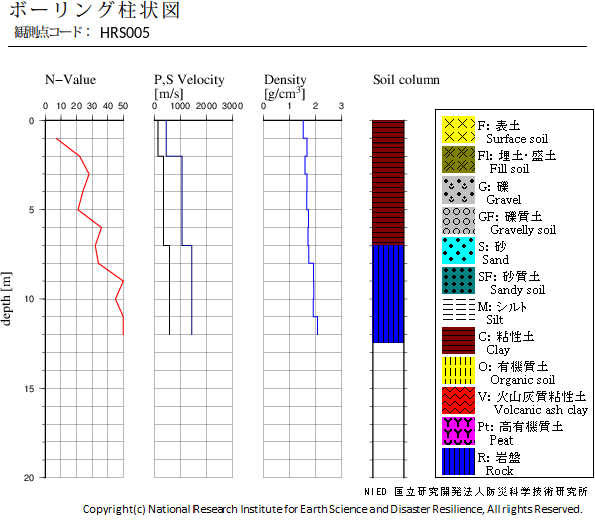 ボーリング柱状図
観測点コード： HRS005
N-Value
P,S Velocity
[m/s]
Density
[g/cm³]
Soil column
0 10 20 30 40 50
0 1000 2000 3000
0 1 2 3
0
5
10
15
20
depth [m]
F: 表土
Surface soil
Fl: 埋土・盛土
Fill soil
G: 礫
Gravel
GF: 礫質土
Gravelly soil
S: 砂
Sand
SF: 砂質土
Sandy soil
M: シルト
Silt
C: 粘性土
Clay
O: 有機質土
Organic soil
V: 火山灰質粘性土
Volcanic ash clay
Pt: 高有機質土
Peat
R: 岩盤
Rock
NIED 国立研究開発法人防災科学技術研究所
Copyright(c) National Research Institute for Earth Science and Disaster Resilience, All rights Reserved.